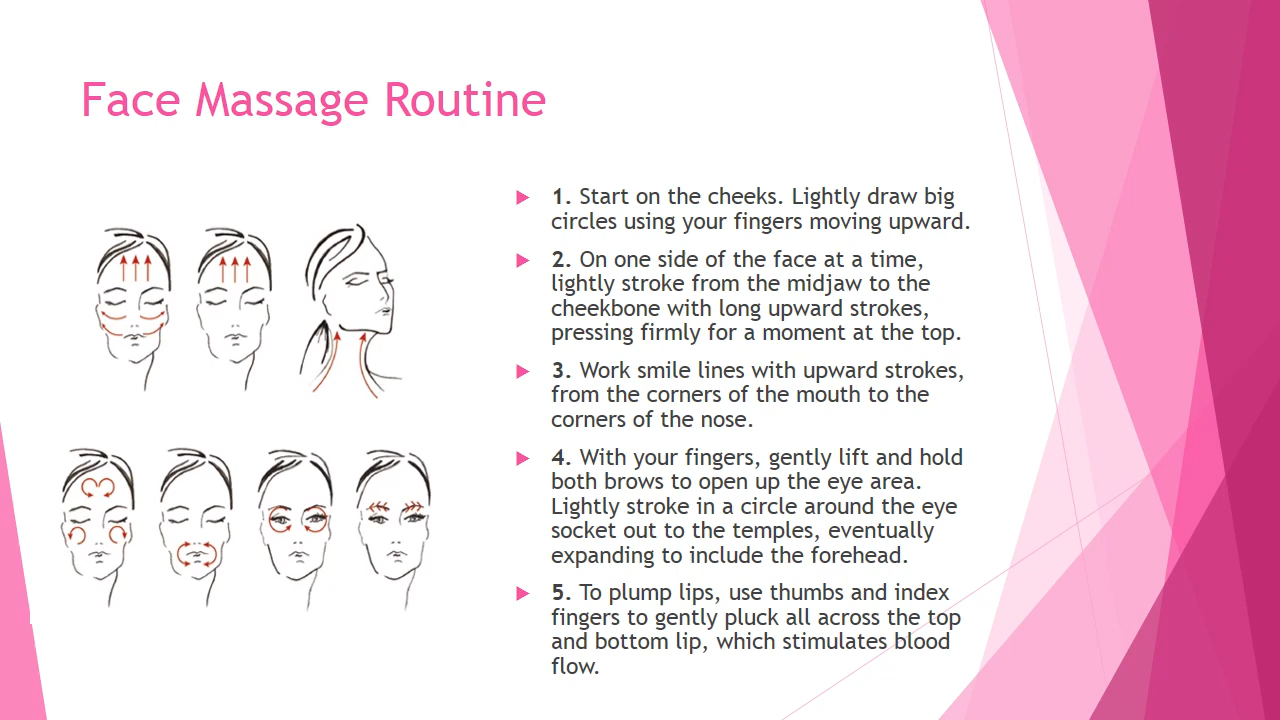 Face Massage Routine
1. Start on the cheeks. Lightly draw big
circles using your fingers moving upward.
2. On one side of the face at a time,
lightly stroke from the midjaw to the
cheekbone with long upward strokes,
pressing firmly for a moment at the top.
3. Work smile lines with upward strokes,
from the corners of the mouth to the
corners of the nose.
4. With your fingers, gently lift and hold
both brows to open up the eye area.
Lightly stroke in a circle around the eye
socket out to the temples, eventually
expanding to include the forehead.
5. To plump lips, use thumbs and index
fingers to gently pluck all across the top
and bottom lip, which stimulates blood
flow.